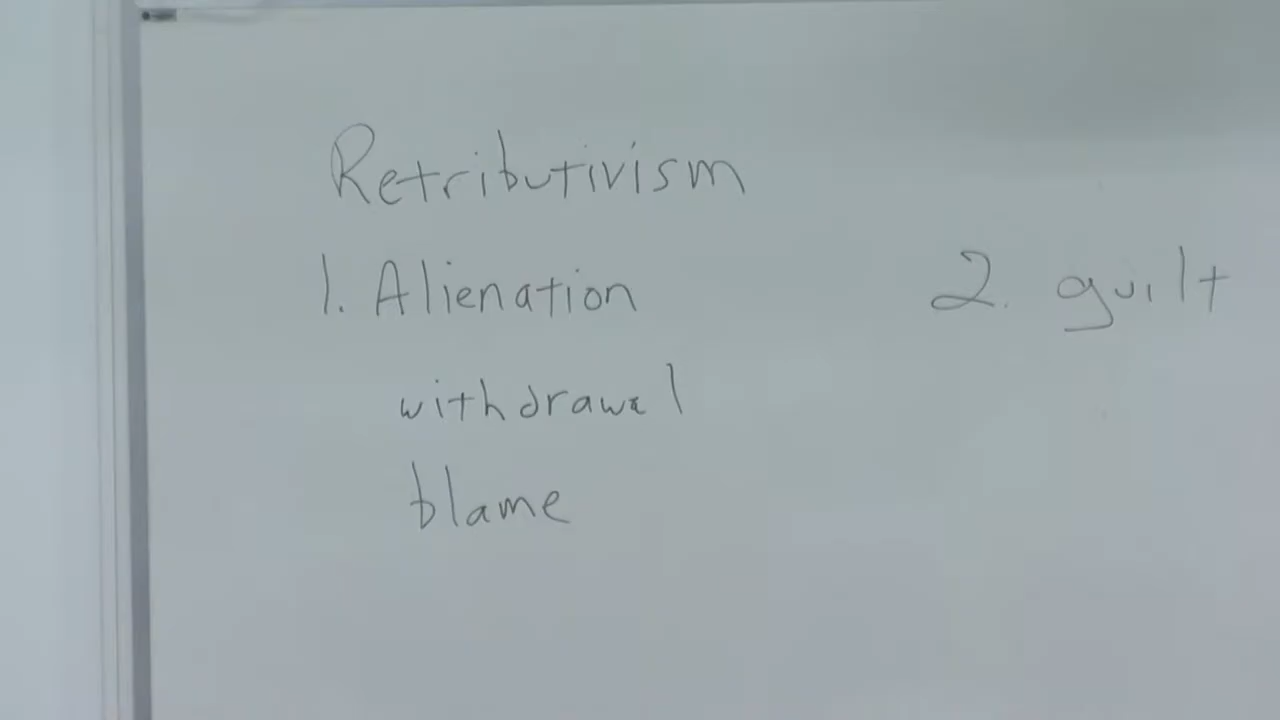 Retributivism
1. Alienation
2. guilt
withdrawal
blame